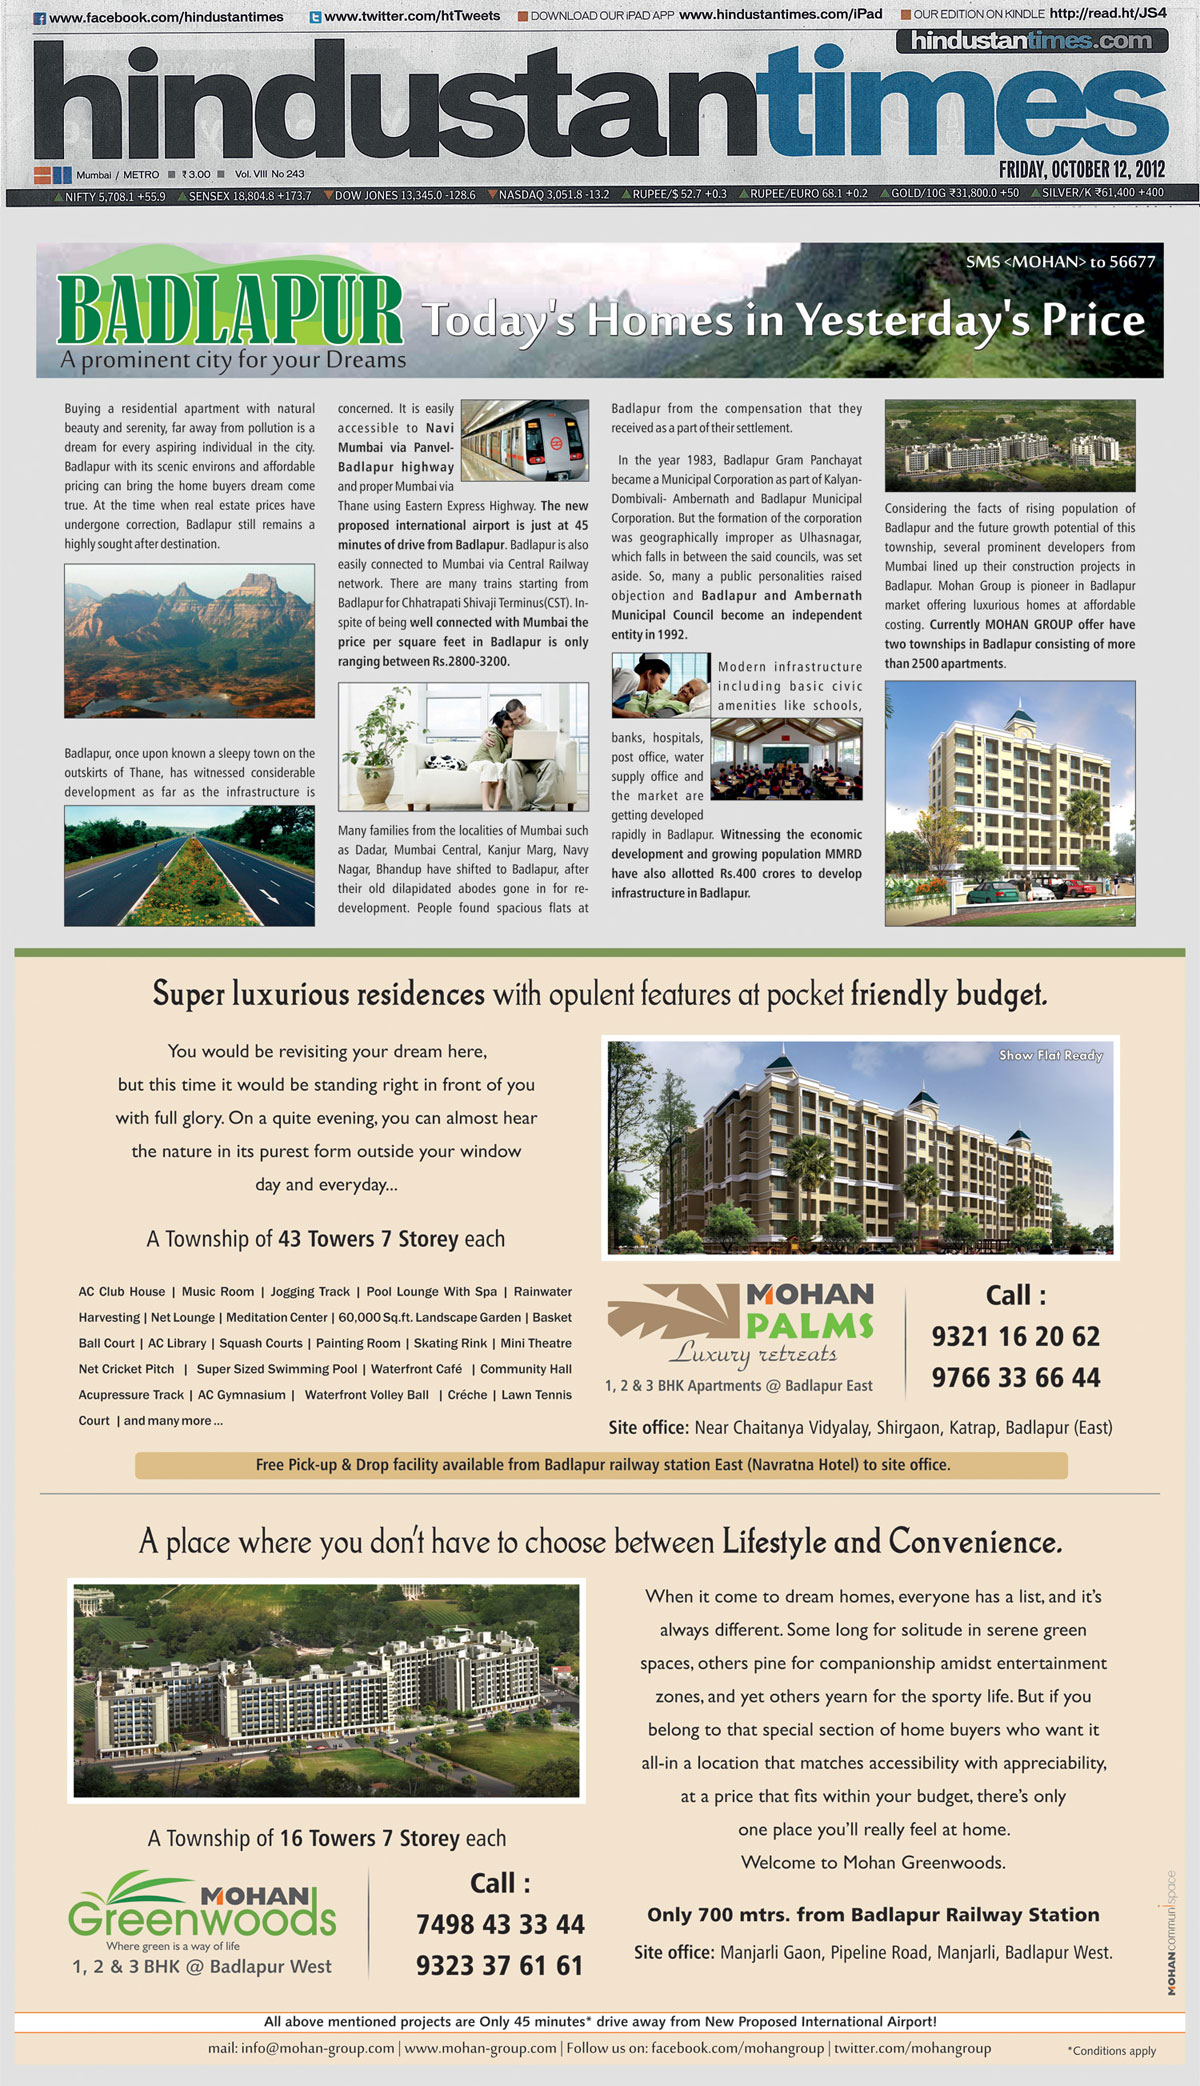 www.facebook.com/hindustantimes www.twitter.com/htTweets DOWNLOAD OUR iPAD APP www.hindustantimes.com/iPad OUR EDITION ON KINDLE http://read.ht/JS4
hindustantimes.com
hindustantimes
Mumbai / METRO ₹3.00 Vol. VIII No 243
FRIDAY, OCTOBER 12, 2012
NIFTY 5,708.1 +55.9 SENSEX 18,804.8 +173.7 DOW JONES 13,345.0 -128.6 NASDAQ 3,051.8 -13.2 RUPEE/$ 52.7 +0.3 RUPEE/EURO 68.1 +0.2 GOLD/10G ₹31,800.0 +50 SILVER/K ₹61,400 +400
SMS <MOHAN> to 56677
BADLAPUR
A prominent city for your Dreams
Today's Homes in Yesterday's Price
Buying a residential apartment with natural
beauty and serenity, far away from pollution is a
dream for every aspiring individual in the city.
Badlapur with its scenic environs and affordable
pricing can bring the home buyers dream come
true. At the time when real estate prices have
undergone correction, Badlapur still remains a
highly sought after destination.
Badlapur, once upon known a sleepy town on the
outskirts of Thane, has witnessed considerable
development as far as the infrastructure is
concerned. It is easily
accessible to Navi
Mumbai via Panvel-
Badlapur highway
and proper Mumbai via
Thane using Eastern Express Highway. The new
proposed international airport is just at 45
minutes of drive from Badlapur. Badlapur is also
easily connected to Mumbai via Central Railway
network. There are many trains starting from
Badlapur for Chhatrapati Shivaji Terminus(CST). In-
spite of being well connected with Mumbai the
price per square feet in Badlapur is only
ranging between Rs.2800-3200.
Many families from the localities of Mumbai such
as Dadar, Mumbai Central, Kanjur Marg, Navy
Nagar, Bhandup have shifted to Badlapur, after
their old dilapidated abodes gone in for re-
development. People found spacious flats at
Badlapur from the compensation that they
received as a part of their settlement.
In the year 1983, Badlapur Gram Panchayat
became a Municipal Corporation as part of Kalyan-
Dombivali- Ambernath and Badlapur Municipal
Corporation. But the formation of the corporation
was geographically improper as Ulhasnagar,
which falls in between the said councils, was set
aside. So, many a public personalities raised
objection and Badlapur and Ambernath
Municipal Council become an independent
entity in 1992.
Modern infrastructure
including basic civic
amenities like schools,
banks, hospitals,
post office, water
supply office and
the market are
getting developed
rapidly in Badlapur. Witnessing the economic
development and growing population MMRD
have also allotted Rs.400 crores to develop
infrastructure in Badlapur.
Considering the facts of rising population of
Badlapur and the future growth potential of this
township, several prominent developers from
Mumbai lined up their construction projects in
Badlapur. Mohan Group is pioneer in Badlapur
market offering luxurious homes at affordable
costing. Currently MOHAN GROUP offer have
two townships in Badlapur consisting of more
than 2500 apartments.
Super luxurious residences with opulent features at pocket friendly budget.
You would be revisiting your dream here,
but this time it would be standing right in front of you
with full glory. On a quite evening, you can almost hear
the nature in its purest form outside your window
day and everyday...
A Township of 43 Towers 7 Storey each
AC Club House | Music Room | Jogging Track | Pool Lounge With Spa | Rainwater
Harvesting | Net Lounge | Meditation Center | 60,000 Sq.ft. Landscape Garden | Basket
Ball Court | AC Library | Squash Courts | Painting Room | Skating Rink | Mini Theatre
Net Cricket Pitch | Super Sized Swimming Pool | Waterfront Café | Community Hall
Acupressure Track | AC Gymnasium | Waterfront Volley Ball | Créche | Lawn Tennis
Court | and many more ...
Show Flat Ready
MOHAN
PALMS
Luxury retreats
1, 2 & 3 BHK Apartments @ Badlapur East
Call :
9321 16 20 62
9766 33 66 44
Site office: Near Chaitanya Vidyalay, Shirgaon, Katrap, Badlapur (East)
Free Pick-up & Drop facility available from Badlapur railway station East (Navratna Hotel) to site office.
A place where you don't have to choose between Lifestyle and Convenience.
A Township of 16 Towers 7 Storey each
MOHAN
Greenwoods
Where green is a way of life
1, 2 & 3 BHK @ Badlapur West
Call :
7498 43 33 44
9323 37 61 61
When it come to dream homes, everyone has a list, and it's
always different. Some long for solitude in serene green
spaces, others pine for companionship amidst entertainment
zones, and yet others yearn for the sporty life. But if you
belong to that special section of home buyers who want it
all-in a location that matches accessibility with appreciability,
at a price that fits within your budget, there's only
one place you'll really feel at home.
Welcome to Mohan Greenwoods.
Only 700 mtrs. from Badlapur Railway Station
Site office: Manjarli Gaon, Pipeline Road, Manjarli, Badlapur West.
MOHAN communispace
All above mentioned projects are Only 45 minutes* drive away from New Proposed International Airport!
mail: info@mohan-group.com | www.mohan-group.com | Follow us on: facebook.com/mohangroup | twitter.com/mohangroup
*Conditions apply